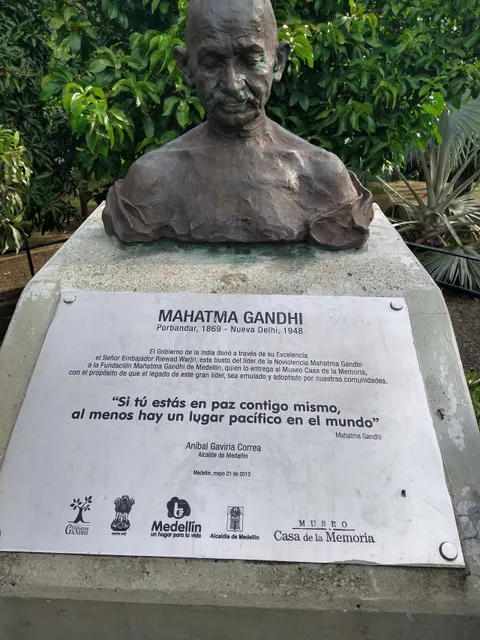 MAHATMA GANDHI
Porbandar, 1869 - Nueva Delhi, 1948
El Gobierno de la India donó a través de su Excelencia
el Señor Embajador Riewad Warjri, este busto del líder de la Noviolencia Mahatma Gandhi
a la Fundación Mahatma Gandhi de Medellín, quien lo entrega al Museo Casa de la Memoria,
con el propósito de que el legado de este gran líder, sea emulado y adoptado por nuestras comunidades.
“Si tú estás en paz contigo mismo,
al menos hay un lugar pacífico en el mundo”
Mahatma Gandhi
Aníbal Gaviria Correa
Alcalde de Medellín
Medellín, mayo 21 de 2013
GANDHI
Medellín
un hogar para la vida
Alcaldía de Medellín
MUSEO
Casa de la Memoria